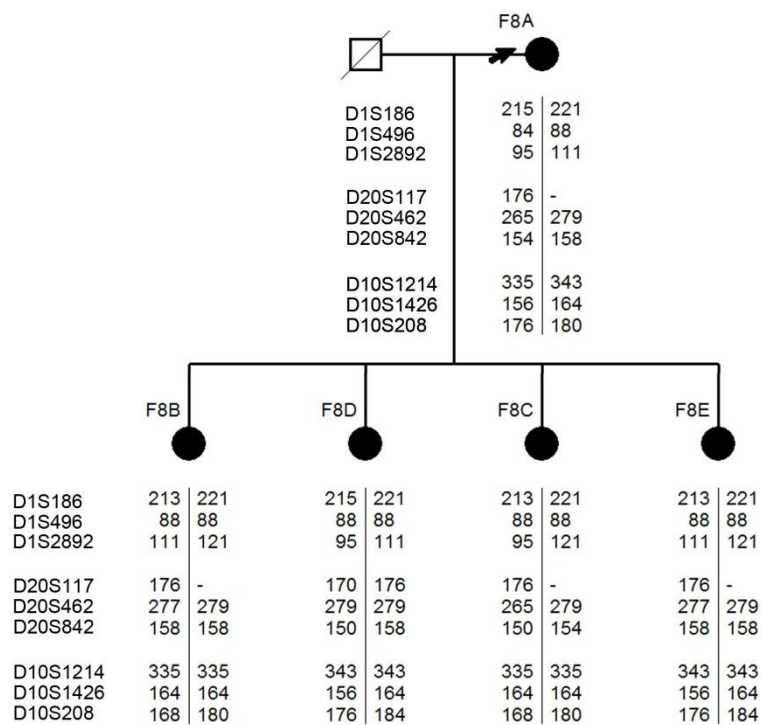 F8A
D1S186 215 221
D1S496 84 88
D1S2892 95 111
D20S117 176 -
D20S462 265 279
D20S842 154 158
D10S1214 335 343
D10S1426 156 164
D10S208 176 180
F8B F8D F8C F8E
D1S186 213 221 215 221 213 221 213 221
D1S496 88 88 88 88 88 88 88 88
D1S2892 111 121 95 111 95 121 111 121
D20S117 176 - 170 176 176 - 176 -
D20S462 277 279 279 279 265 279 277 279
D20S842 158 158 150 158 150 154 158 158
D10S1214 335 335 343 343 335 335 343 343
D10S1426 164 164 156 164 164 164 156 164
D10S208 168 180 176 184 168 180 176 184